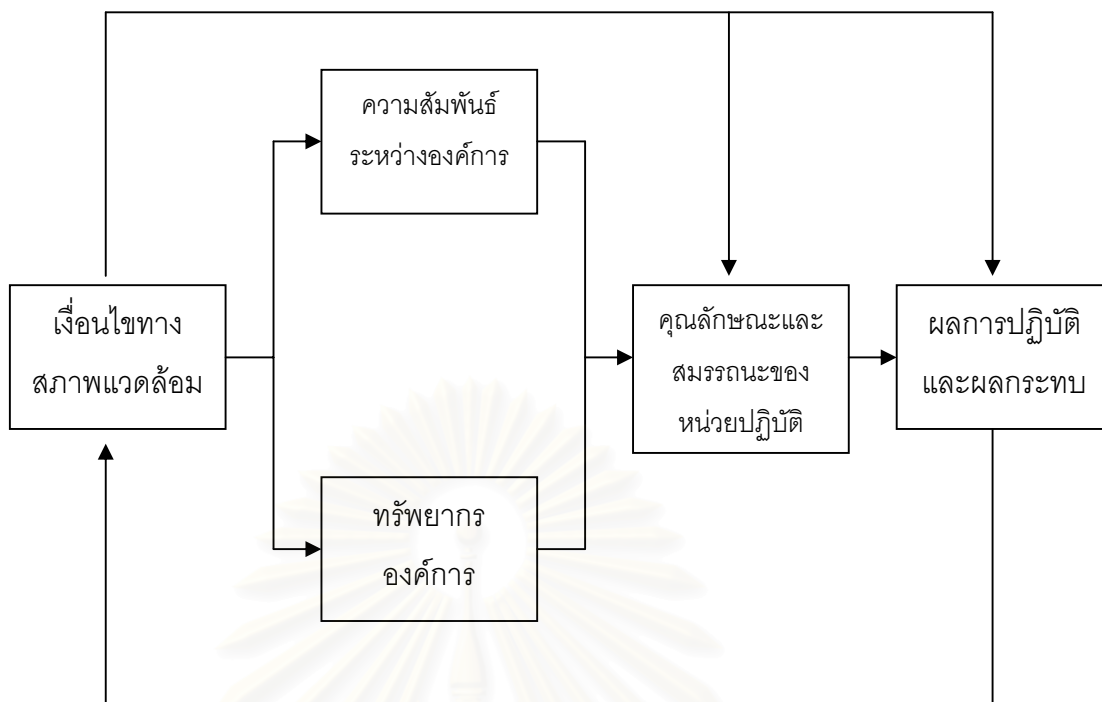 ความสัมพันธ์
ระหว่างองค์การ
เงื่อนไขทาง
สภาพแวดล้อม
คุณลักษณะและ
สมรรถนะของ
หน่วยปฏิบัติ
ผลการปฏิบัติ
และผลกระทบ
ทรัพยากร
องค์การ